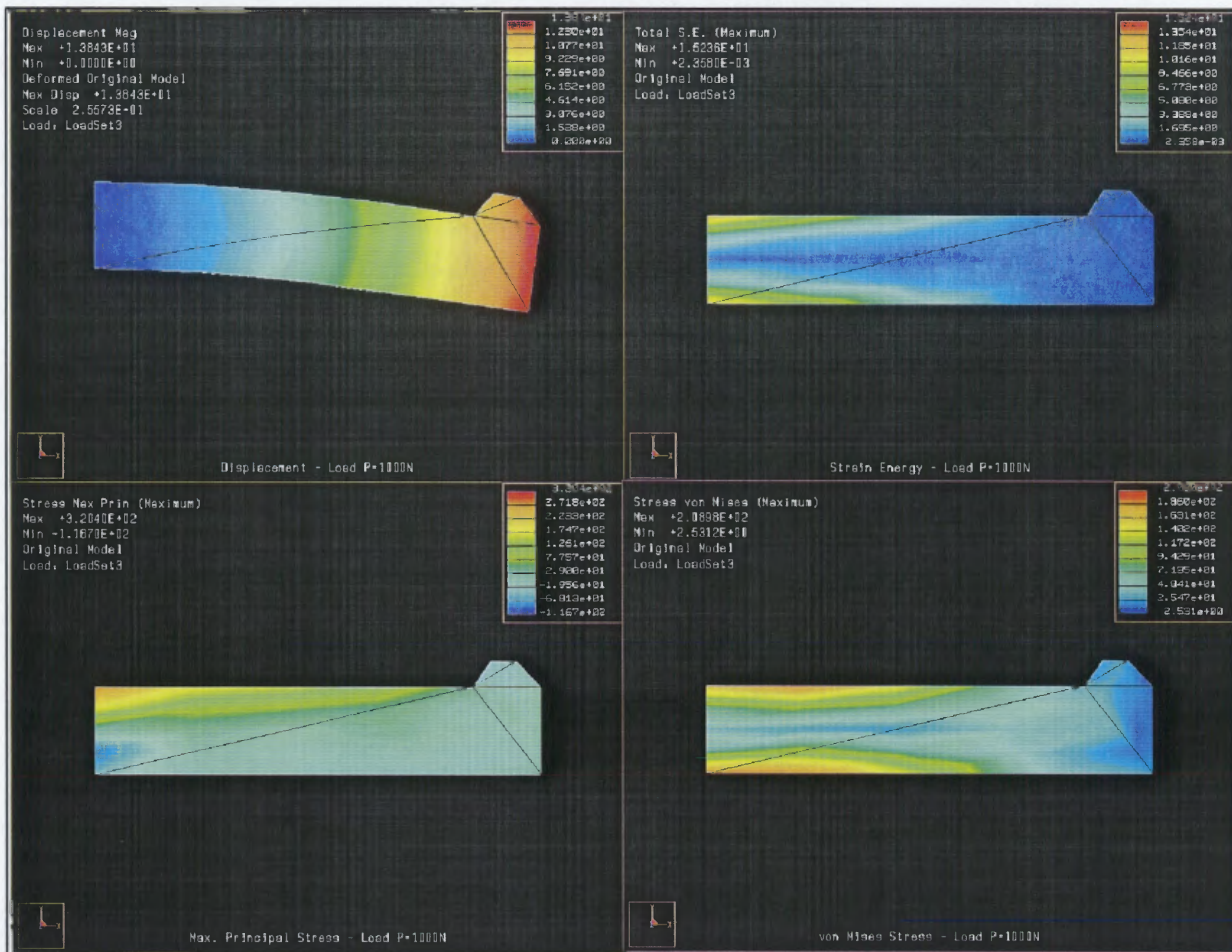 Displacement Mag
Max +1.3843E+01
Min +0.0000E+00
Deformed Original Model
Max Disp +1.3843E+01
Scale 2.5573E-01
Load: LoadSet3
1.230e+01
1.077e+01
9.229e+00
7.691e+00
6.152e+00
4.614e+00
3.076e+00
1.538e+00
0.000e+00
Displacement - Load P=1000N
Total S.E. (Maximum)
Max +1.5236E+01
Min +2.3580E-03
Original Model
Load: LoadSet3
1.354e+01
1.185e+01
1.016e+01
8.466e+00
6.773e+00
5.080e+00
3.388e+00
1.695e+00
2.358e-03
Strain Energy - Load P=1000N
Stress Max Prin (Maximum)
Max +3.2040E+02
Min -1.1670E+02
Original Model
Load: LoadSet3
2.718e+02
2.233e+02
1.747e+02
1.261e+02
7.757e+01
2.900e+01
-1.956e+01
-6.813e+01
-1.167e+02
Max. Principal Stress - Load P=1000N
Stress von Mises (Maximum)
Max +2.0898E+02
Min +2.5312E+00
Original Model
Load: LoadSet3
1.860e+02
1.631e+02
1.402e+02
1.172e+02
9.429e+01
7.135e+01
4.841e+01
2.547e+01
2.531e+00
von Mises Stress - Load P=1000N